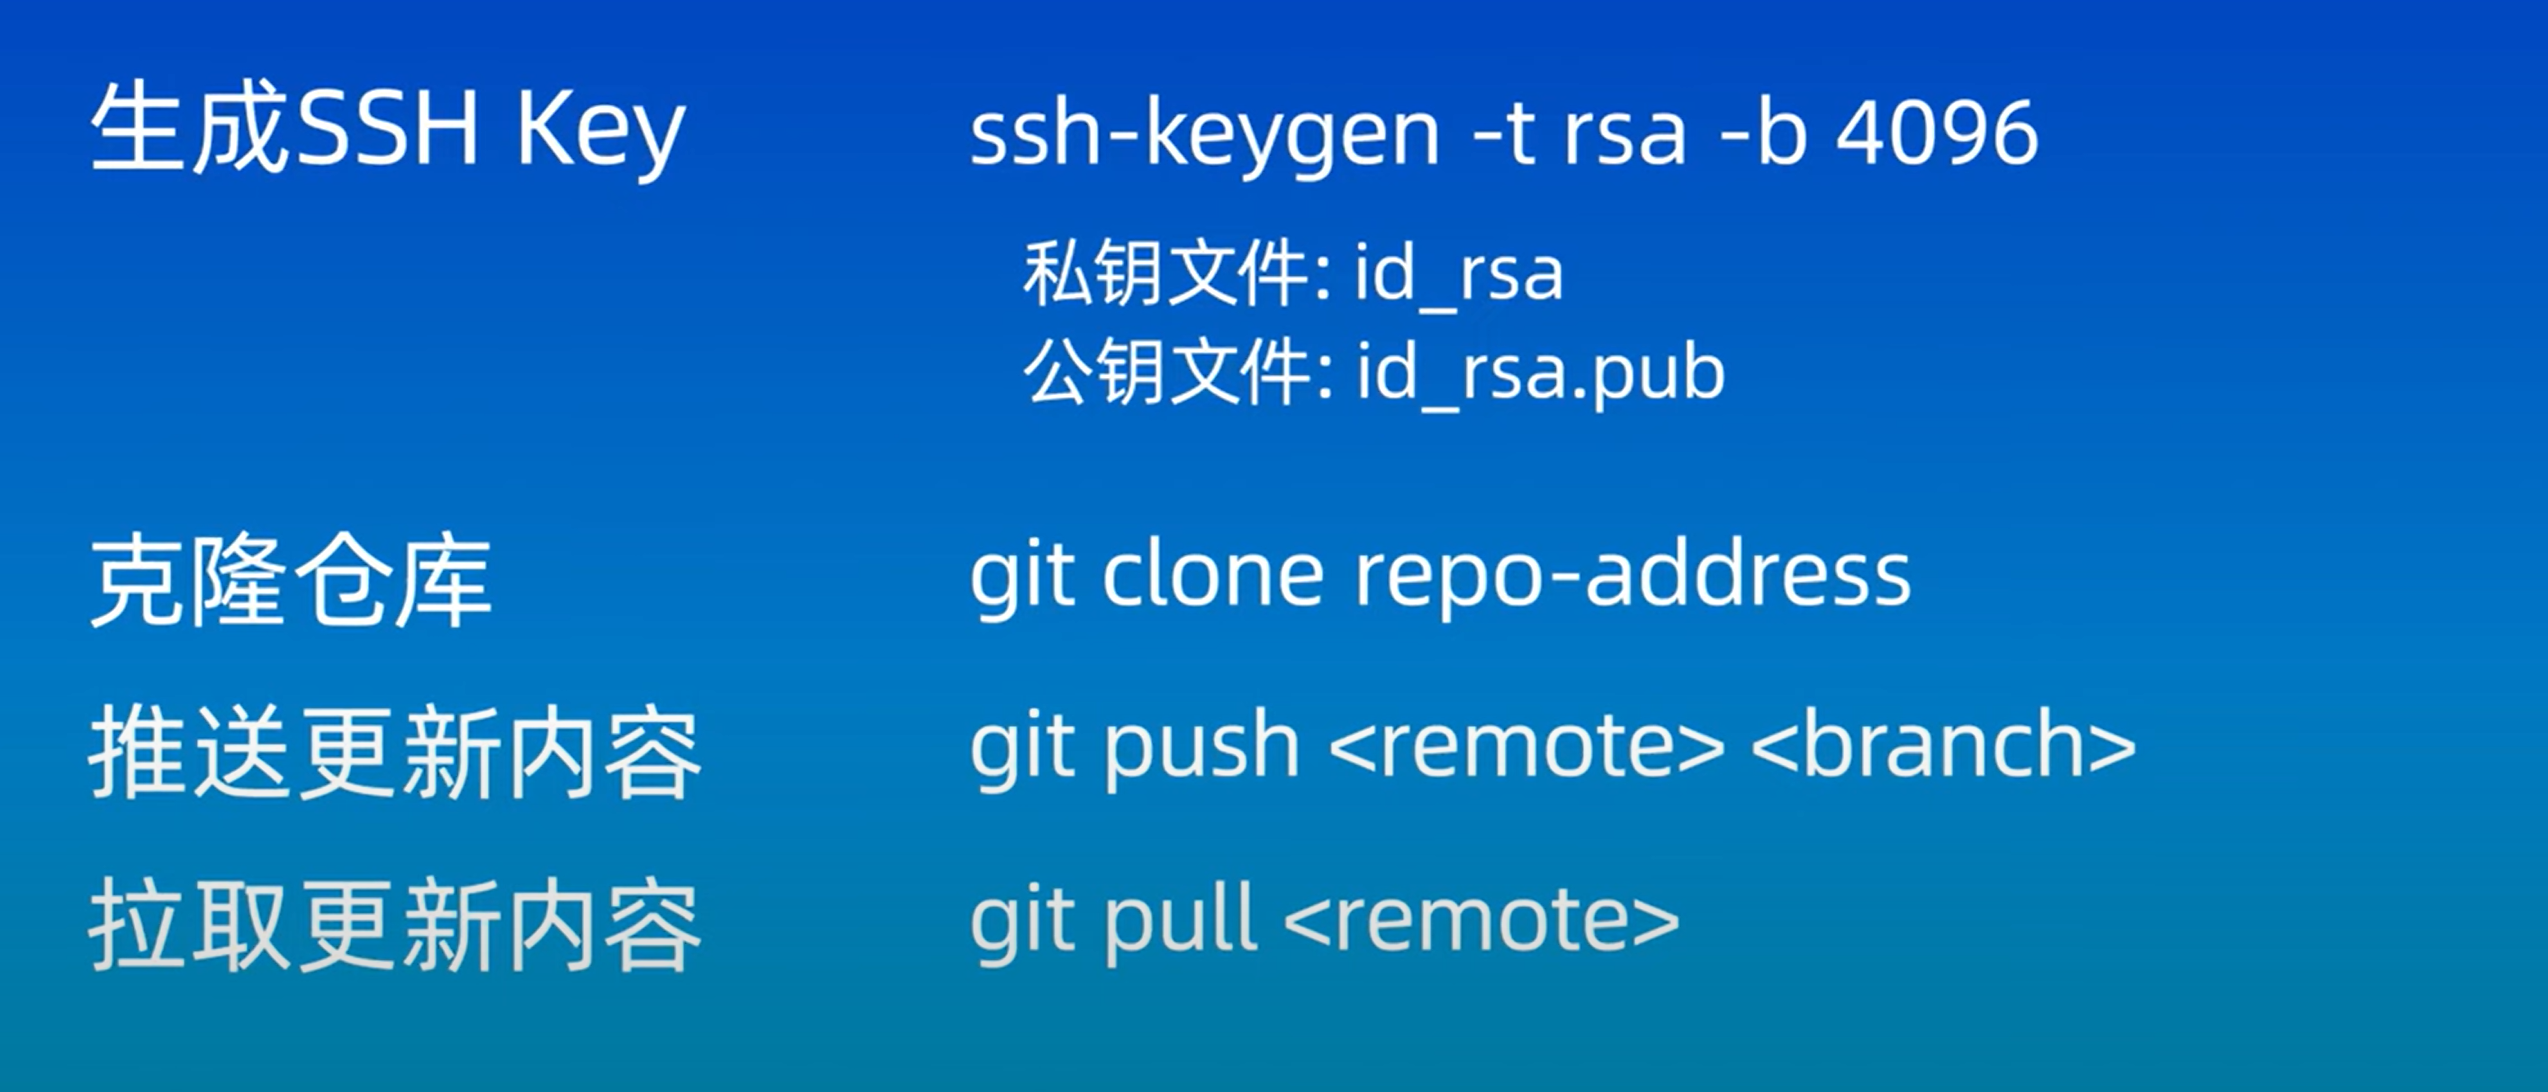 生成SSH Key ssh-keygen -t rsa -b 4096
私钥文件: id_rsa
公钥文件: id_rsa.pub
克隆仓库 git clone repo-address
推送更新内容 git push <remote> <branch>
拉取更新内容 git pull <remote>